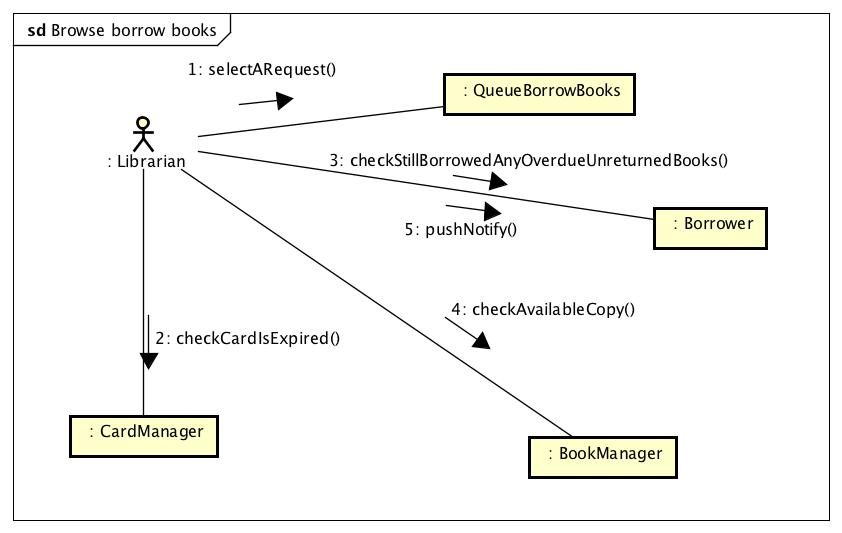 sd Browse borrow books
1: selectARequest()
: QueueBorrowBooks
: Librarian
3: checkStillBorrowedAnyOverdueUnreturnedBooks()
: Borrower
5: pushNotify()
4: checkAvailableCopy()
2: checkCardIsExpired()
: CardManager
: BookManager